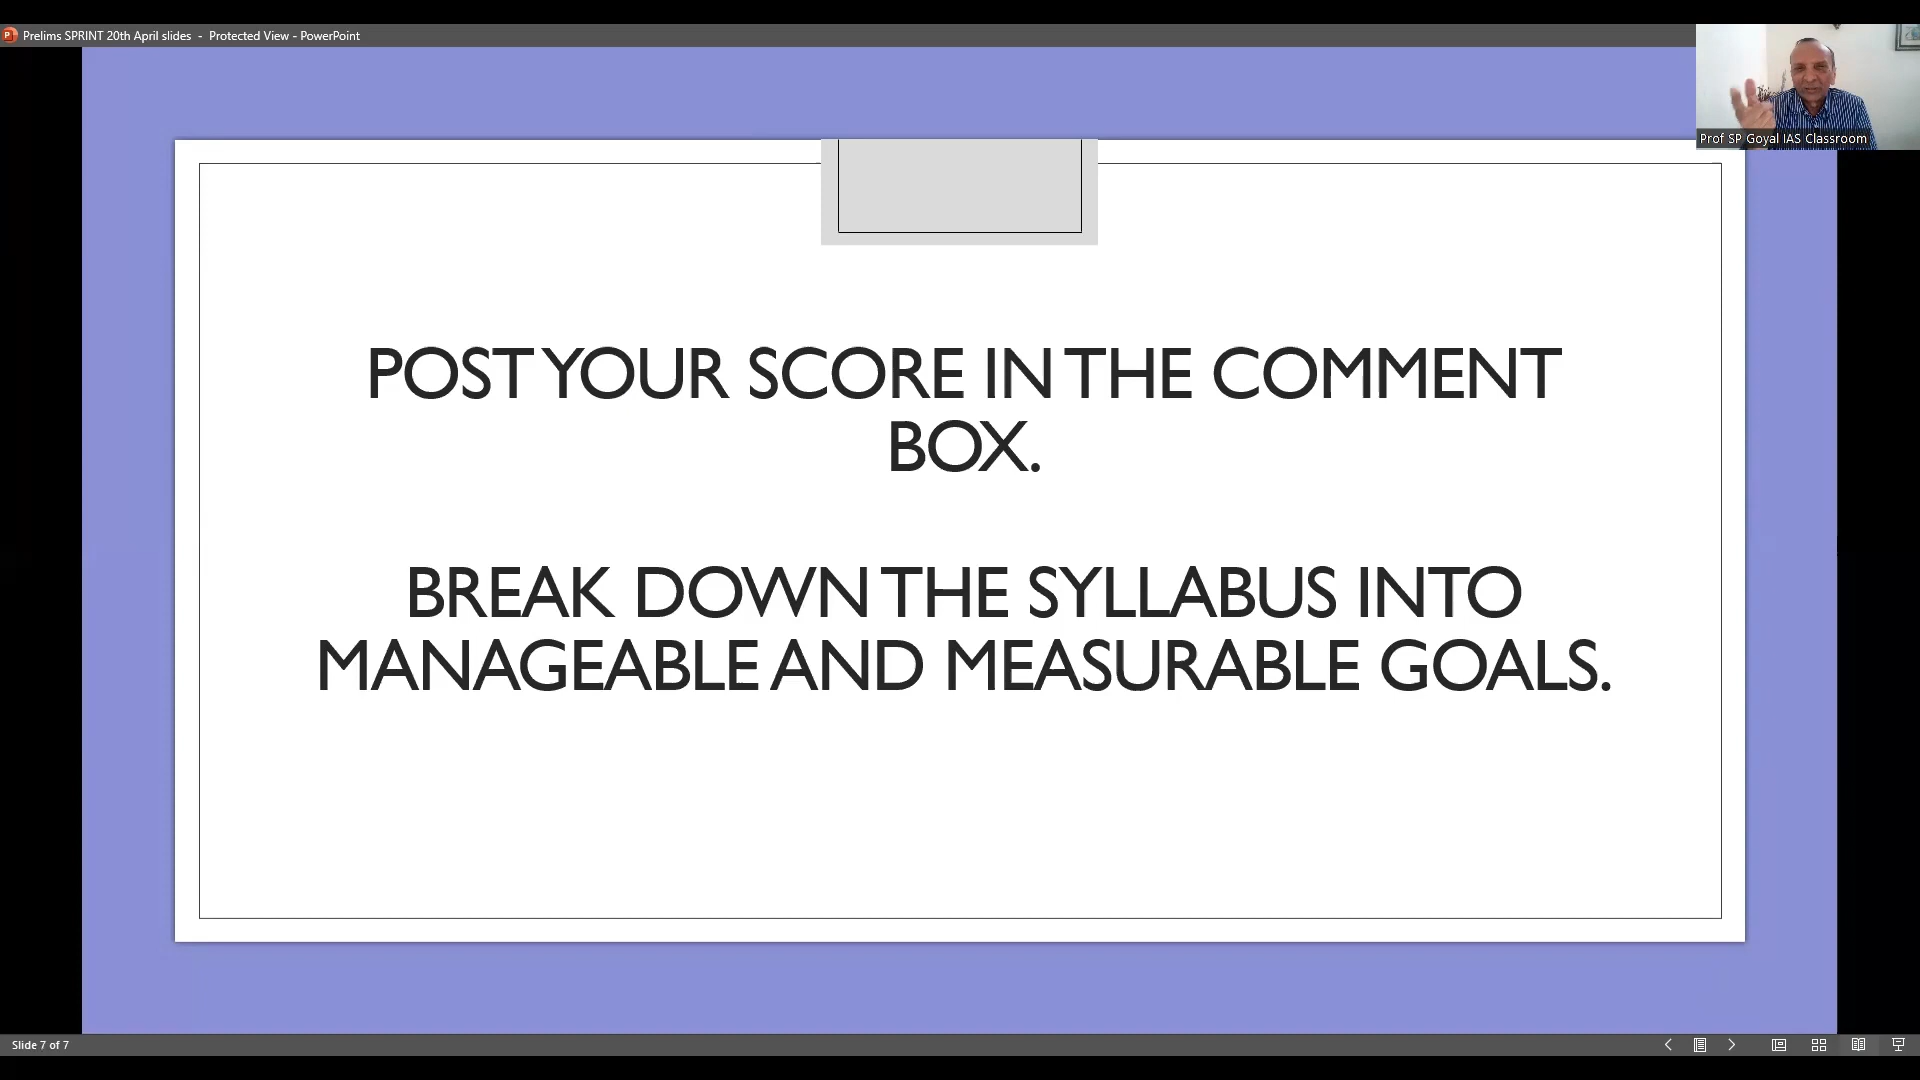 Prelims SPRINT 20th April slides - Protected View - PowerPoint
Prof SP Goyal IAS Classroom
POST YOUR SCORE IN THE COMMENT
BOX.
BREAK DOWN THE SYLLABUS INTO
MANAGEABLE AND MEASURABLE GOALS.
Slide 7 of 7